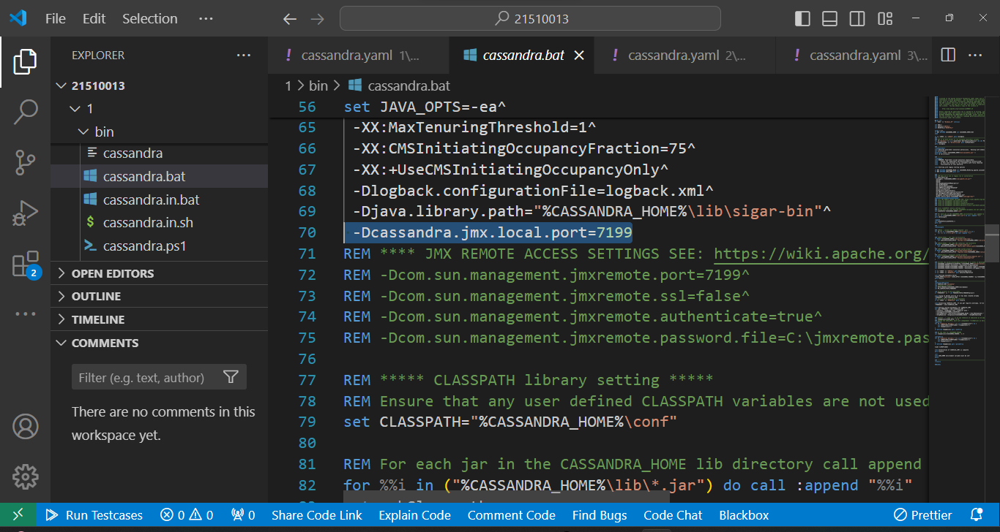 File Edit Selection ···
21510013
EXPLORER
21510013
1
bin
cassandra
cassandra.bat
cassandra.in.bat
cassandra.in.sh
cassandra.ps1
OPEN EDITORS
OUTLINE
TIMELINE
COMMENTS
Filter (e.g. text, author)
There are no comments in this
workspace yet.
2
! cassandra.yaml 1\...
cassandra.bat
! cassandra.yaml 2\...
! cassandra.yaml 3\...
1 > bin > cassandra.bat
56 set JAVA_OPTS=-ea^
65 -XX:MaxTenuringThreshold=1^
66 -XX:CMSInitiatingOccupancyFraction=75^
67 -XX:+UseCMSInitiatingOccupancyOnly^
68 -Dlogback.configurationFile=logback.xml^
69 -Djava.library.path="%CASSANDRA_HOME%\lib\sigar-bin"^
70 -Dcassandra.jmx.local.port=7199
71 REM **** JMX REMOTE ACCESS SETTINGS SEE: https://wiki.apache.org/
72 REM -Dcom.sun.management.jmxremote.port=7199^
73 REM -Dcom.sun.management.jmxremote.ssl=false^
74 REM -Dcom.sun.management.jmxremote.authenticate=true^
75 REM -Dcom.sun.management.jmxremote.password.file=C:\jmxremote.pas
76
77 REM ***** CLASSPATH library setting *****
78 REM Ensure that any user defined CLASSPATH variables are not used
79 set CLASSPATH="%CASSANDRA_HOME%\conf"
80
81 REM For each jar in the CASSANDRA_HOME lib directory call append
82 for %%i in ("%CASSANDRA_HOME%\lib\*.jar") do call :append "%%i"
Run Testcases 0 0 0 Share Code Link Explain Code Comment Code Find Bugs Code Chat Blackbox Prettier